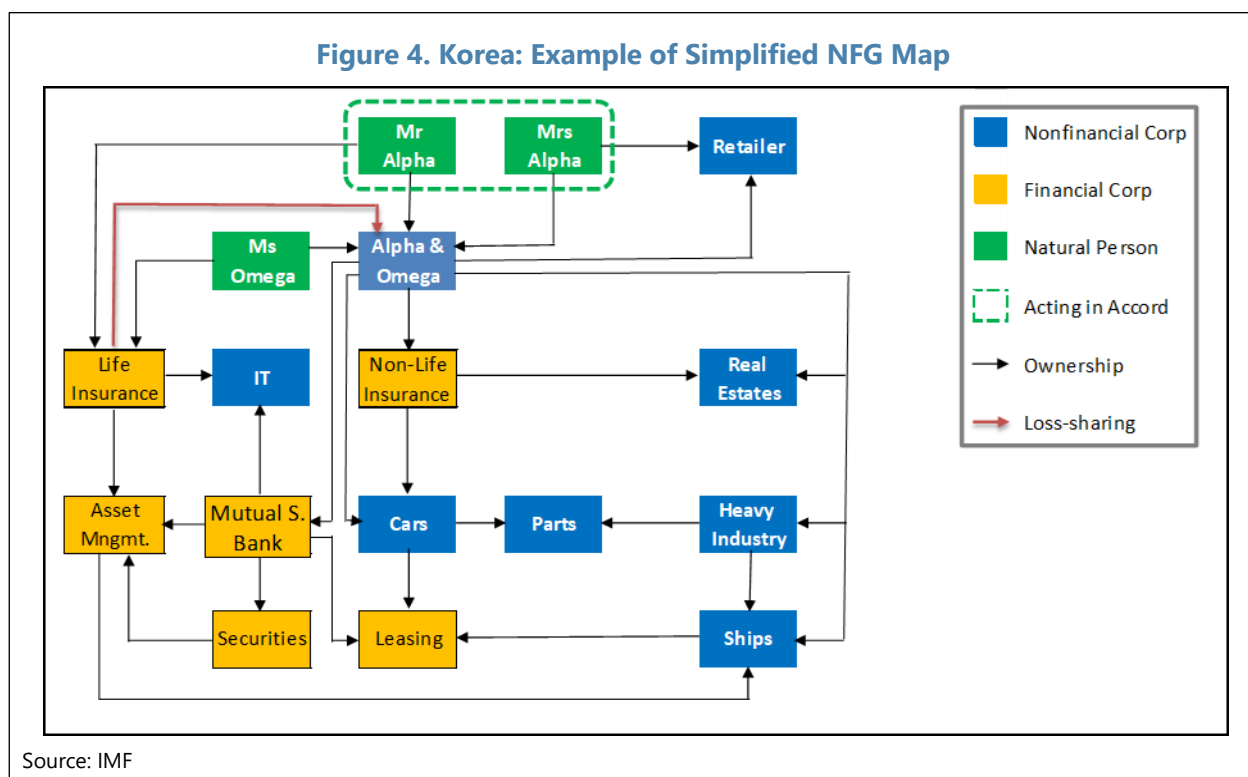 Figure 4. Korea: Example of Simplified NFG Map
Mr
Alpha
Mrs
Alpha
Retailer
Ms
Omega
Alpha &
Omega
Life
Insurance
IT
Non-Life
Insurance
Real
Estates
Asset
Mngmt.
Mutual S.
Bank
Cars
Parts
Heavy
Industry
Securities
Leasing
Ships
Nonfinancial Corp
Financial Corp
Natural Person
Acting in Accord
Ownership
Loss-sharing
Source: IMF